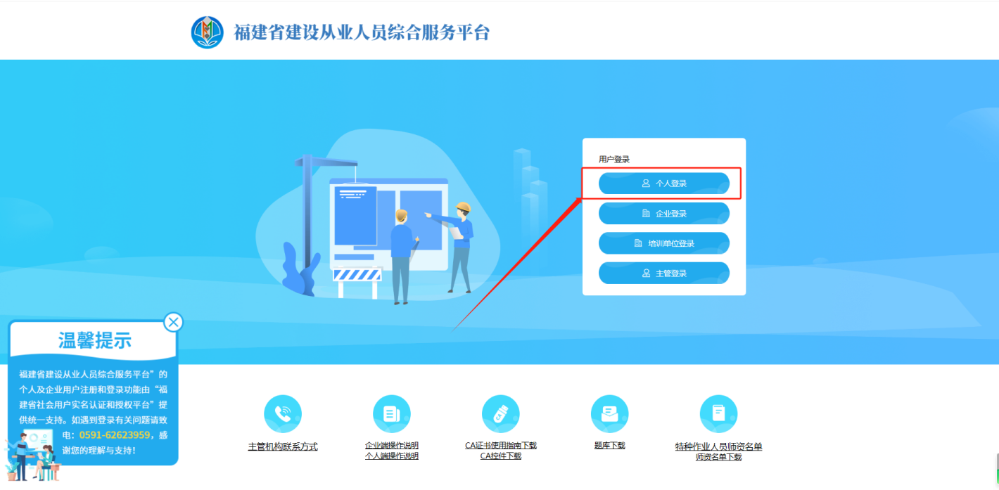 福建省建设从业人员综合服务平台
用户登录
个人登录
企业登录
培训单位登录
主管登录
温馨提示
福建省建设从业人员综合服务平台”的
个人及企业用户注册和登录功能由“福
建省社会用户实名认证和授权平台”提
供统一支持。如遇到登录有关问题请致
电：0591-62623959，感
谢您的理解与支持！
主管机构联系方式
企业端操作说明
个人端操作说明
CA证书使用指南下载
CA控件下载
题库下载
特种作业人员师资名单
师资名单下载